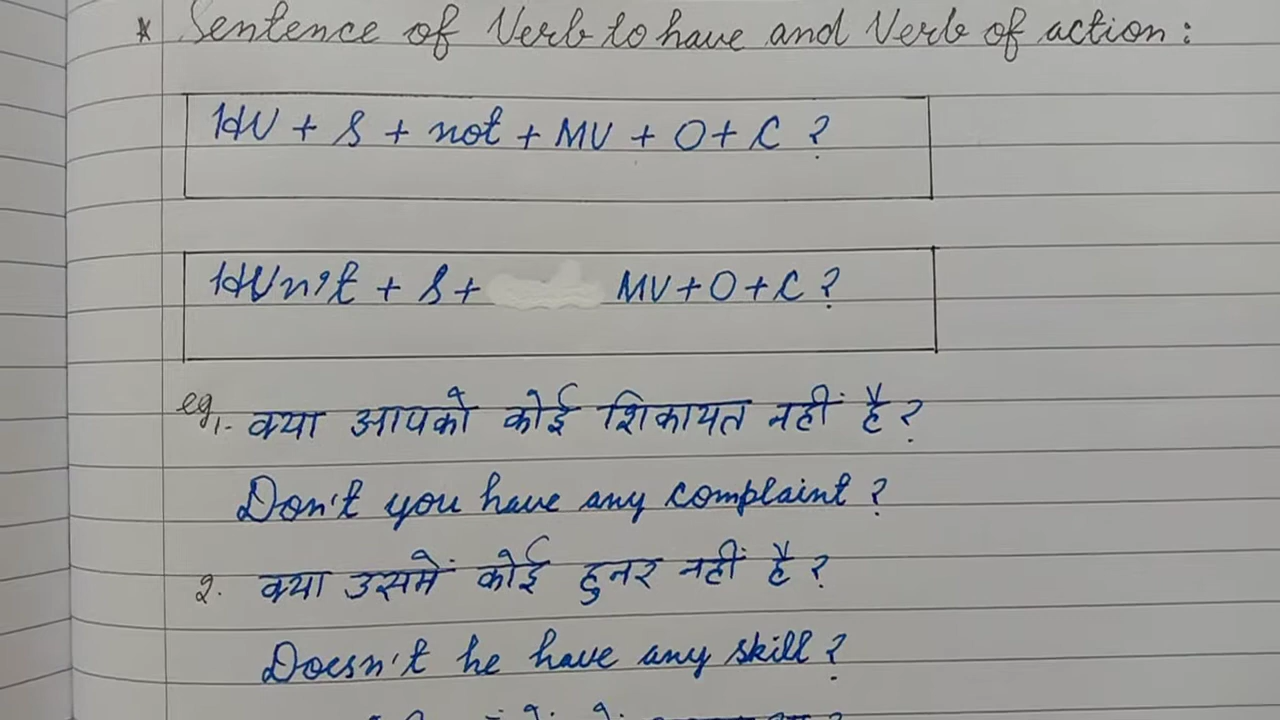 * Sentence of Verb to have and Verb of action :
HV + S + not + MV + O + C ?
HVn't + S + MV + O + C ?
eg. 1. क्या आपको कोई शिकायत नहीं है ?
Don't you have any complaint ?
2. क्या उसमें कोई हुनर नहीं है ?
Doesn't he have any skill ?